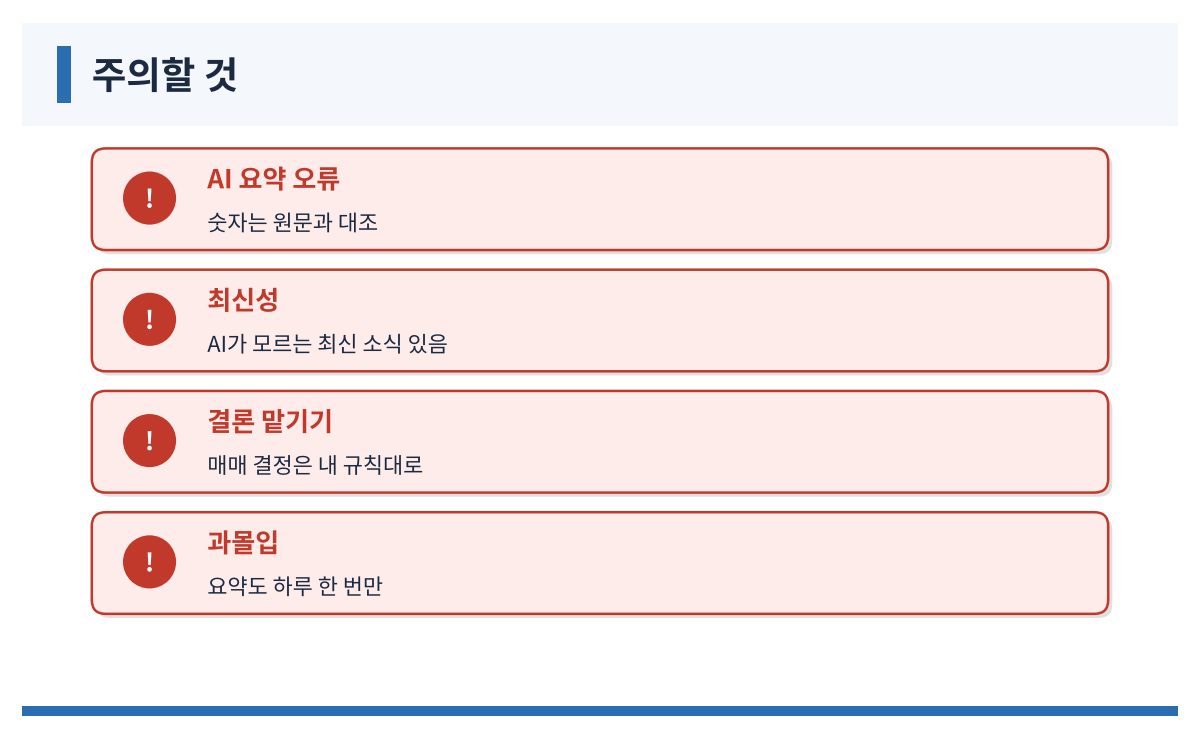 주의할 것
!
AI 요약 오류
숫자는 원문과 대조
!
최신성
AI가 모르는 최신 소식 있음
!
결론 맡기기
매매 결정은 내 규칙대로
!
과몰입
요약도 하루 한 번만